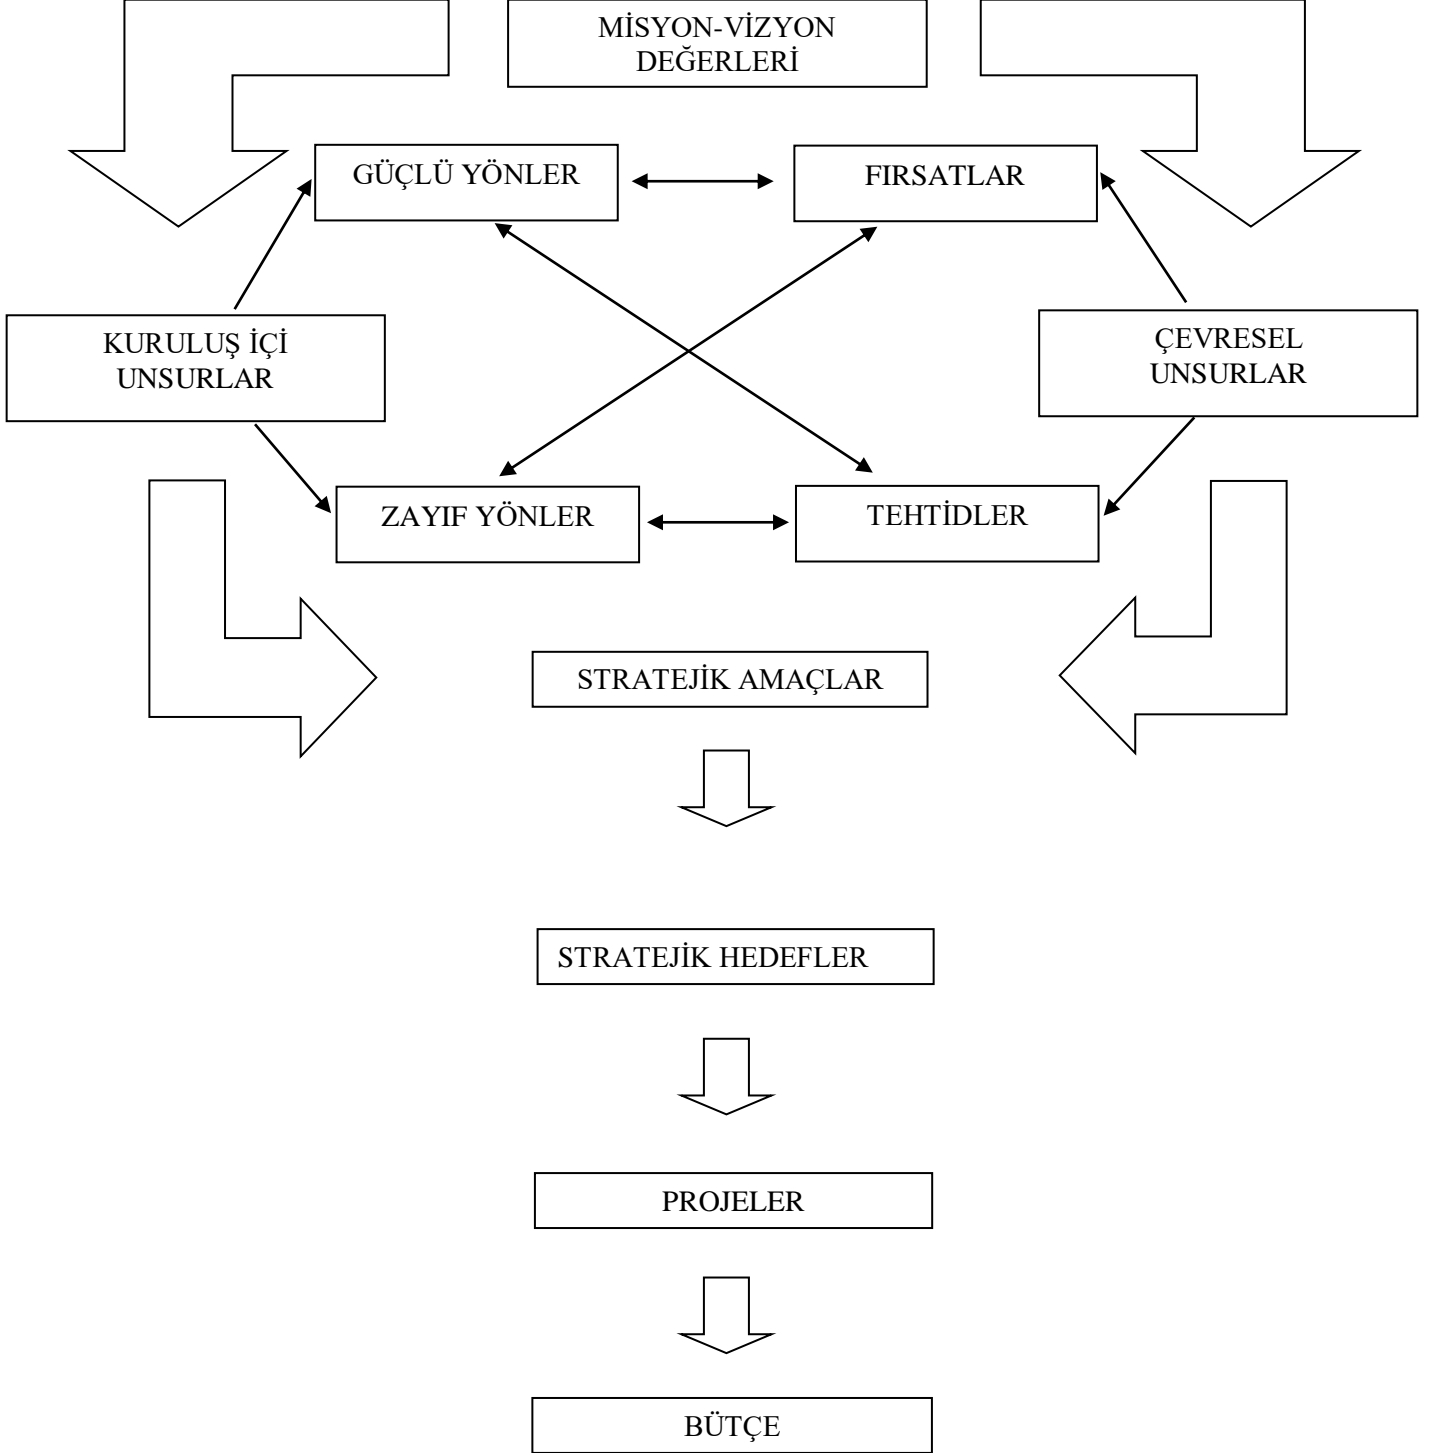 MİSYON-VİZYON
DEĞERLERİ
GÜÇLÜ YÖNLER
FIRSATLAR
KURULUŞ İÇİ
UNSURLAR
ÇEVRESEL
UNSURLAR
ZAYIF YÖNLER
TEHTİDLER
STRATEJİK AMAÇLAR
STRATEJİK HEDEFLER
PROJELER
BÜTÇE